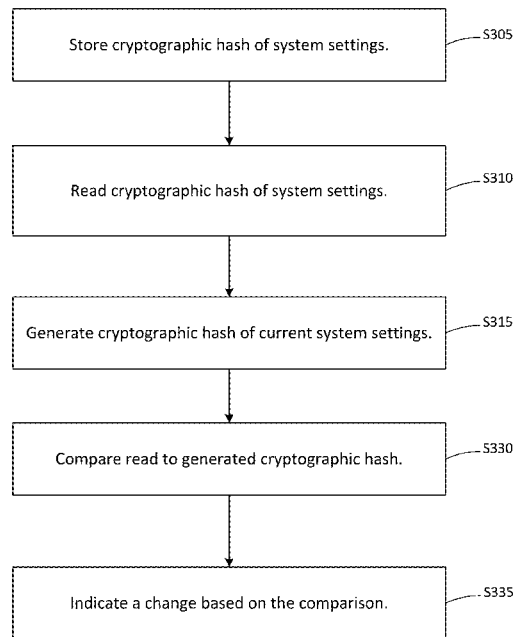 Store cryptographic hash of system settings.
S305
Read cryptographic hash of system settings.
S310
Generate cryptographic hash of current system settings.
S315
Compare read to generated cryptographic hash.
S330
Indicate a change based on the comparison.
S335